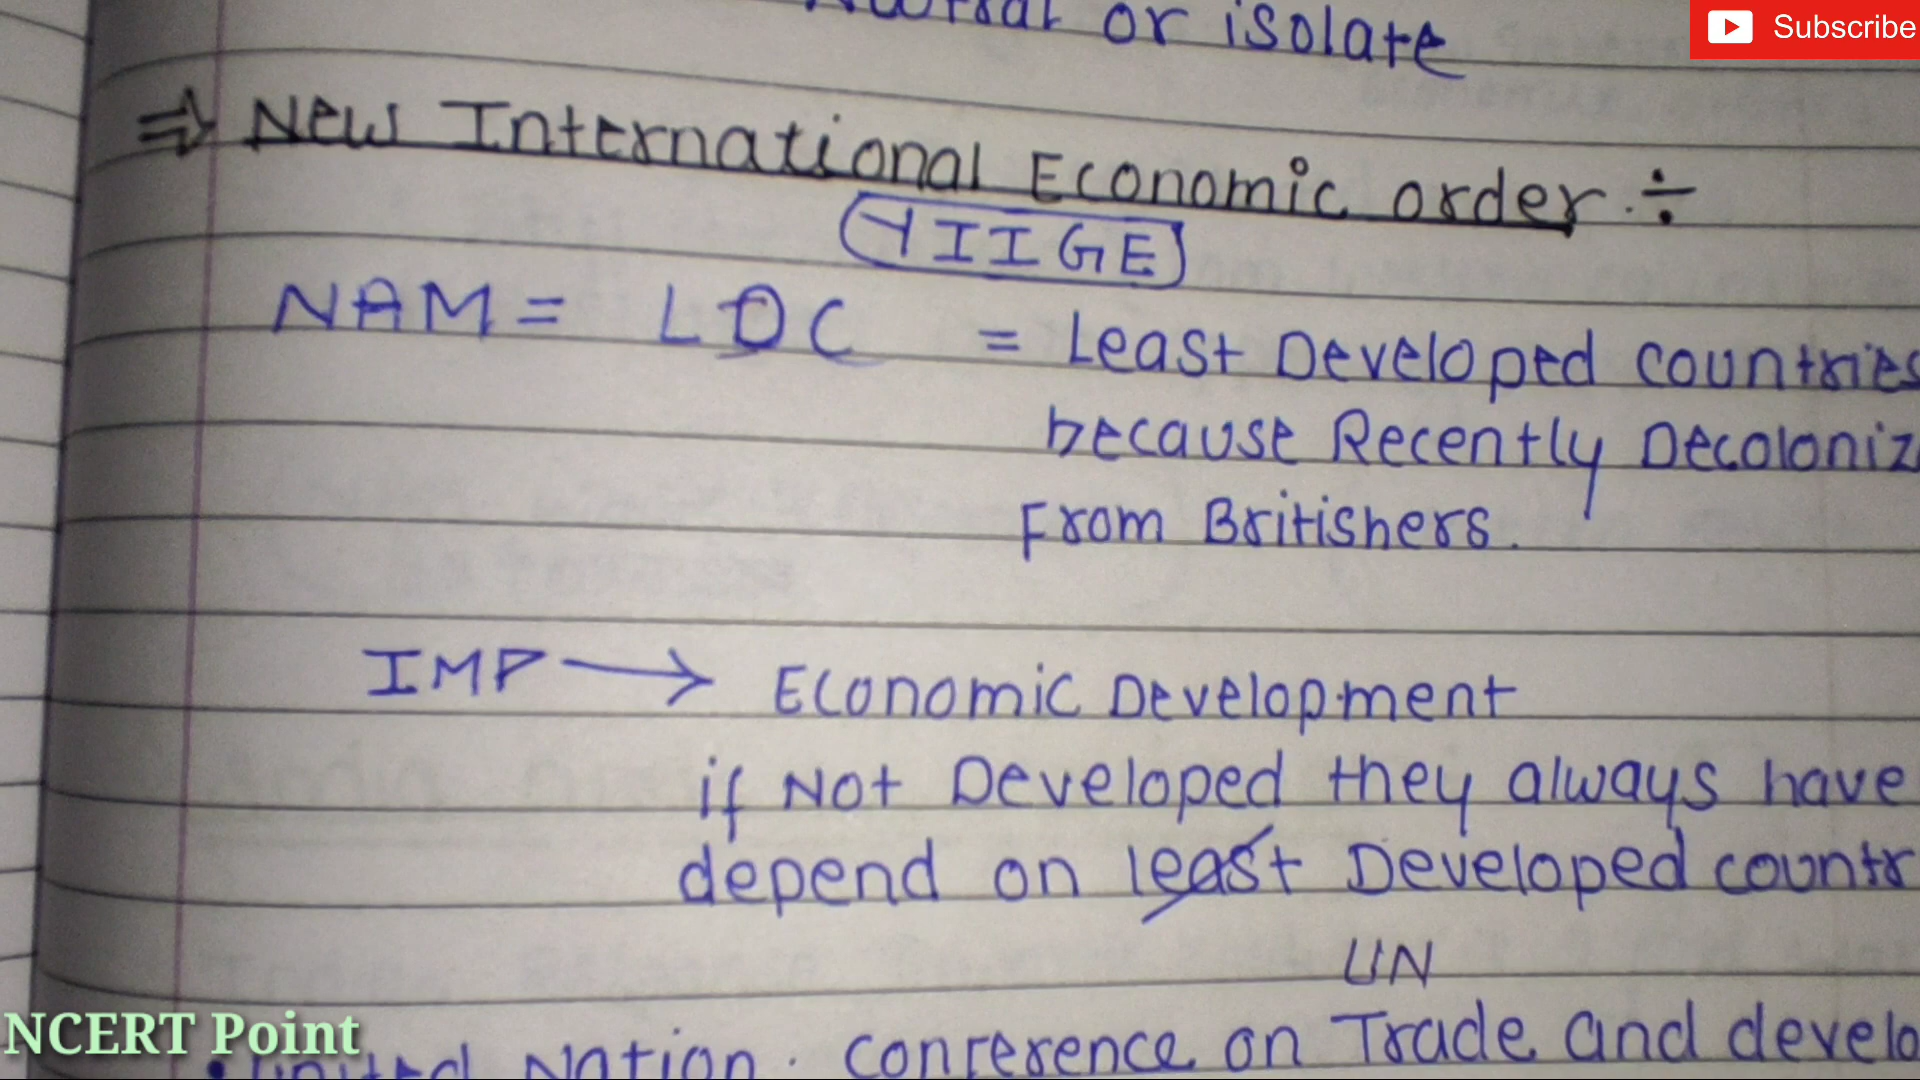 or isolate
Subscribe
⇒ New International Economic order :-
YIIGE
NAM = LDC = Least Developed countries
because Recently Decoloniz
From Britishers.
IMP → Economic Development
if Not Developed they always have
depend on least Developed countr
UN
United Nation. conference on Trade and develo
NCERT Point